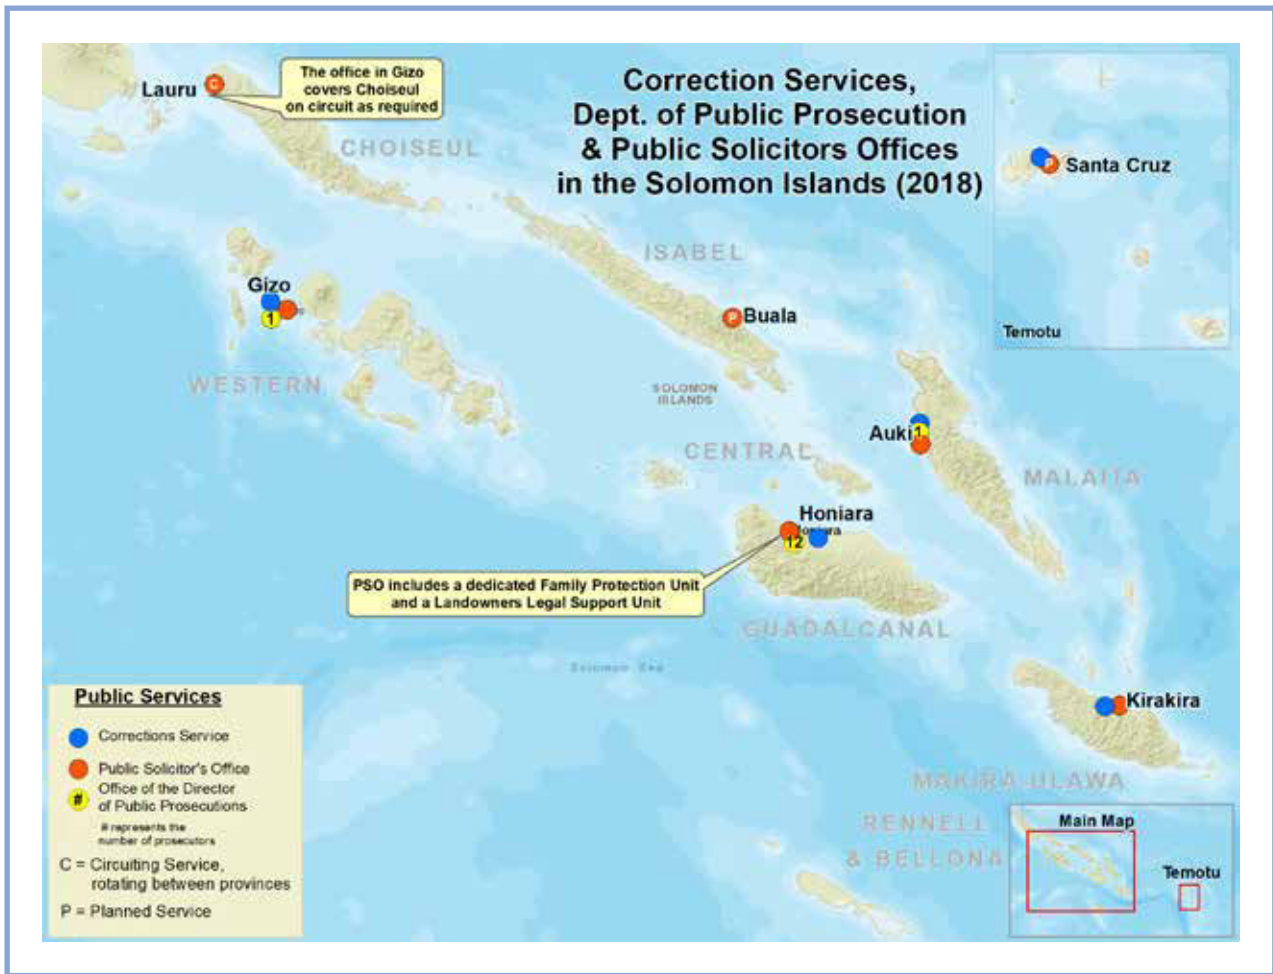 Correction Services,
Dept. of Public Prosecution
& Public Solicitors Offices
in the Solomon Islands (2018)
Lauru
C
The office in Gizo
covers Choiseul
on circuit as required
CHOISEUL
P
Santa Cruz
Temotu
ISABEL
Gizo
1
P
Buala
WESTERN
SOLOMON
ISLANDS
Auki
1
CENTRAL
MALAITA
Honiara
12
PSO includes a dedicated Family Protection Unit
and a Landowners Legal Support Unit
GUADALCANAL
Solomon Sea
Kirakira
MAKIRA-ULAWA
RENNELL
& BELLONA
Public Services
Corrections Service
Public Solicitor's Office
#
Office of the Director
of Public Prosecutions
# represents the
number of prosecutors
C = Circuiting Service,
rotating between provinces
P = Planned Service
Main Map
Temotu